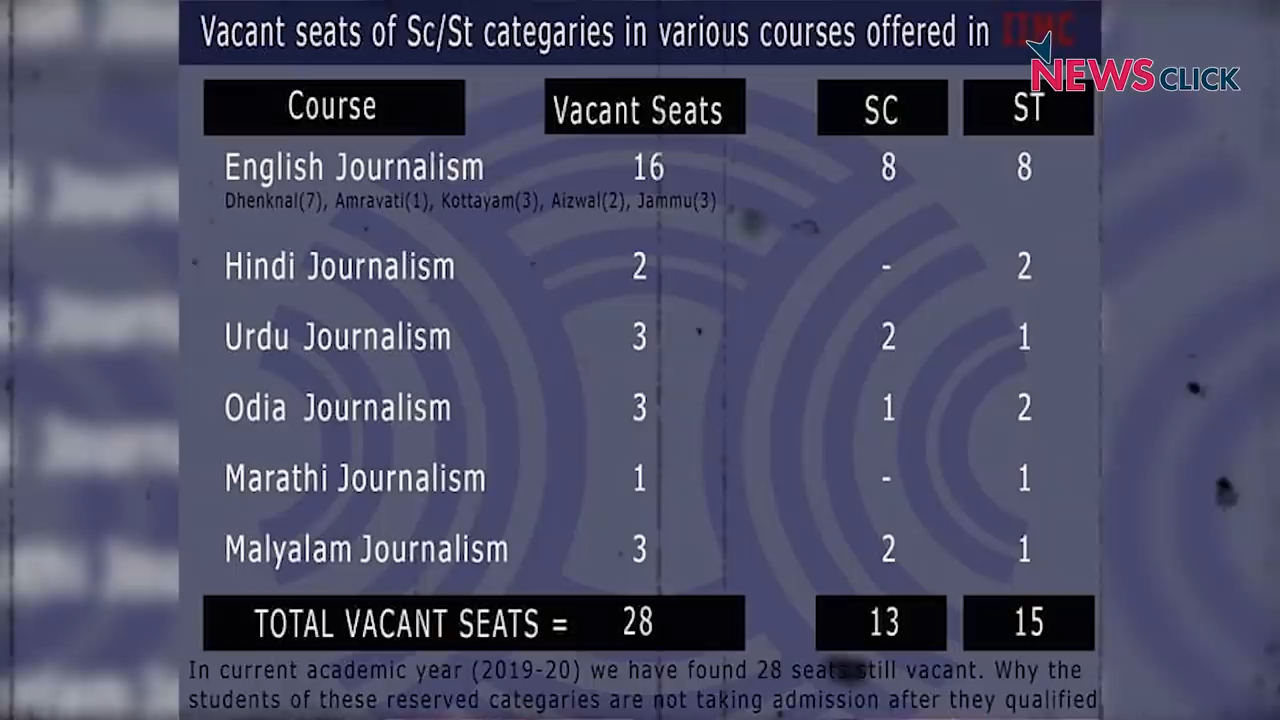 Vacant seats of Sc/St categaries in various courses offered in IIMC
NEWSCLICK
Course Vacant Seats SC ST
English Journalism 16 8 8
Dhenknal(7), Amravati(1), Kottayam(3), Aizwal(2), Jammu(3)
Hindi Journalism 2 - 2
Urdu Journalism 3 2 1
Odia Journalism 3 1 2
Marathi Journalism 1 - 1
Malyalam Journalism 3 2 1
TOTAL VACANT SEATS = 28 13 15
In current academic year (2019-20) we have found 28 seats still vacant. Why the
students of these reserved categaries are not taking admission after they qualified